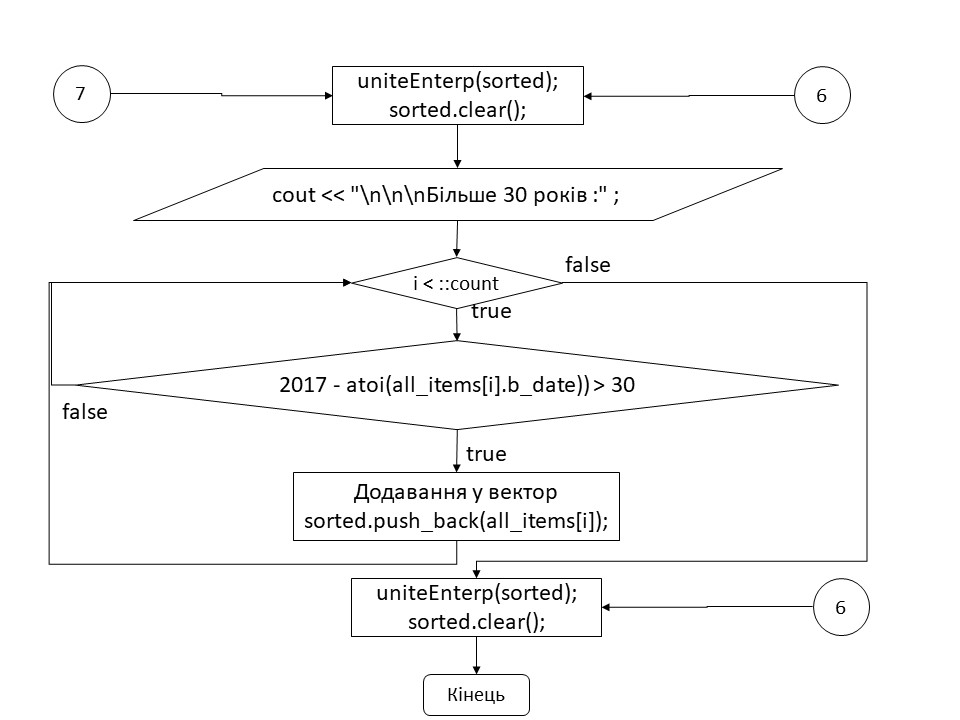 7
uniteEnterp(sorted);
sorted.clear();
6
cout << "\n\n\nБільше 30 років :" ;
false
i < ::count
true
2017 - atoi(all_items[i].b_date)) > 30
false
true
Додавання у вектор
sorted.push_back(all_items[i]);
uniteEnterp(sorted);
sorted.clear();
6
Кінець